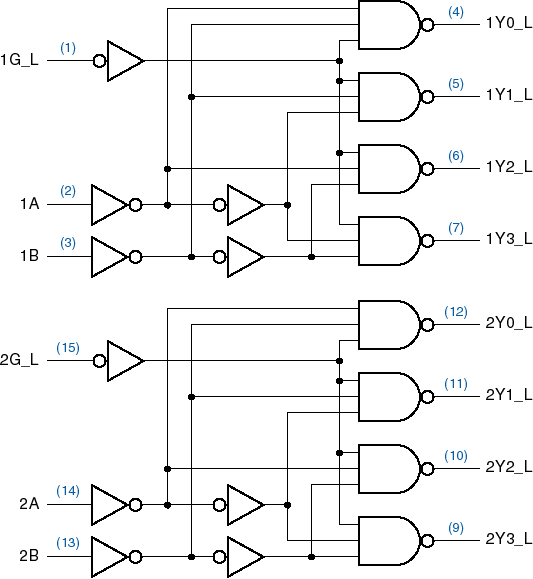 (4) 1Y0_L
1G_L (1)
(5) 1Y1_L
(6) 1Y2_L
1A (2)
(7) 1Y3_L
1B (3)
(12) 2Y0_L
2G_L (15)
(11) 2Y1_L
(10) 2Y2_L
2A (14)
(9) 2Y3_L
2B (13)